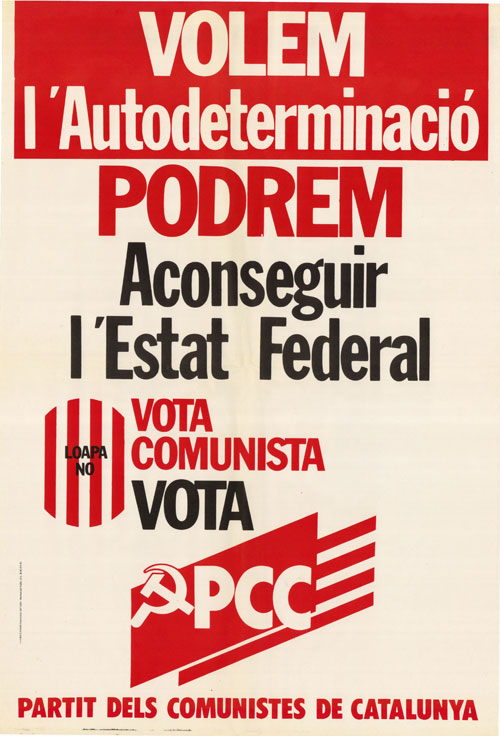 VOLEM
l'Autodeterminació
PODREM
Aconseguir
l'Estat Federal
LOAPA
NO
VOTA
COMUNISTA
VOTA
PCC
PARTIT DELS COMUNISTES DE CATALUNYA